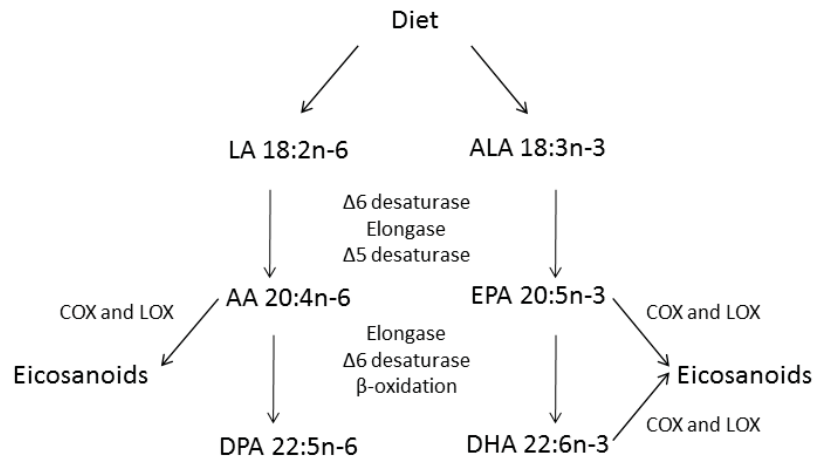 Diet
LA 18:2n-6
ALA 18:3n-3
Δ6 desaturase
Elongase
Δ5 desaturase
AA 20:4n-6
EPA 20:5n-3
COX and LOX
COX and LOX
Elongase
Δ6 desaturase
β-oxidation
Eicosanoids
Eicosanoids
COX and LOX
DPA 22:5n-6
DHA 22:6n-3